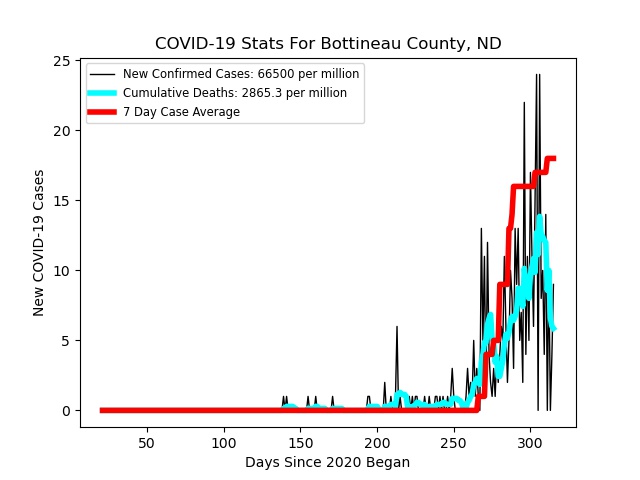 COVID-19 Stats For Bottineau County, ND
New Confirmed Cases: 66500 per million
Cumulative Deaths: 2865.3 per million
7 Day Case Average
New COVID-19 Cases
25
20
15
10
5
0
50 100 150 200 250 300
Days Since 2020 Began